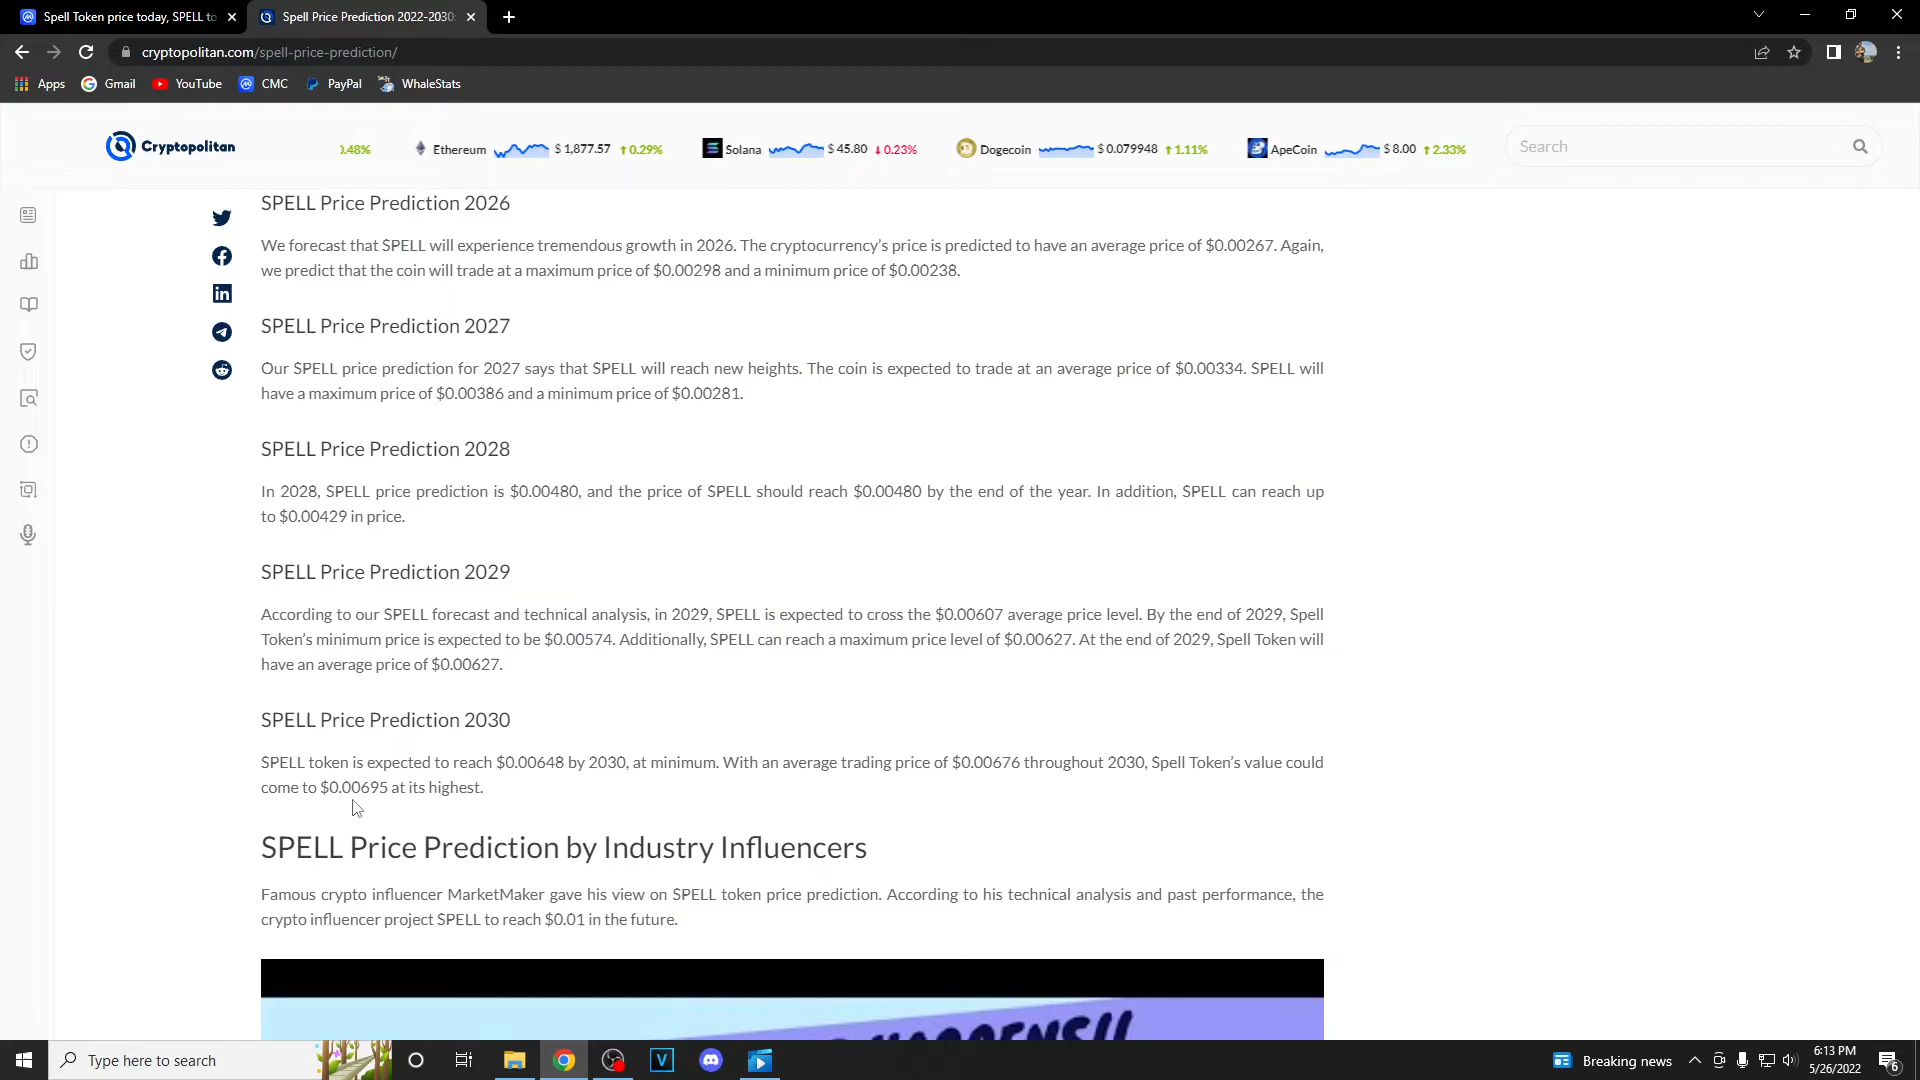 Spell Token price today, SPELL to
Spell Price Prediction 2022-2030:
cryptopolitan.com/spell-price-prediction/
Apps
Gmail
YouTube
CMC
PayPal
WhaleStats
Cryptopolitan
Ethereum $ 1,877.57 0.29%
Solana $ 45.80 0.23%
Dogecoin $ 0.079948 1.11%
ApeCoin $ 8.00 2.33%
Search
SPELL Price Prediction 2026
We forecast that SPELL will experience tremendous growth in 2026. The cryptocurrency’s price is predicted to have an average price of $0.00267. Again,
we predict that the coin will trade at a maximum price of $0.00298 and a minimum price of $0.00238.
SPELL Price Prediction 2027
Our SPELL price prediction for 2027 says that SPELL will reach new heights. The coin is expected to trade at an average price of $0.00334. SPELL will
have a maximum price of $0.00386 and a minimum price of $0.00281.
SPELL Price Prediction 2028
In 2028, SPELL price prediction is $0.00480, and the price of SPELL should reach $0.00480 by the end of the year. In addition, SPELL can reach up
to $0.00429 in price.
SPELL Price Prediction 2029
According to our SPELL forecast and technical analysis, in 2029, SPELL is expected to cross the $0.00607 average price level. By the end of 2029, Spell
Token’s minimum price is expected to be $0.00574. Additionally, SPELL can reach a maximum price level of $0.00627. At the end of 2029, Spell Token will
have an average price of $0.00627.
SPELL Price Prediction 2030
SPELL token is expected to reach $0.00648 by 2030, at minimum. With an average trading price of $0.00676 throughout 2030, Spell Token’s value could
come to $0.00695 at its highest.
SPELL Price Prediction by Industry Influencers
Famous crypto influencer MarketMaker gave his view on SPELL token price prediction. According to his technical analysis and past performance, the
crypto influencer project SPELL to reach $0.01 in the future.
Type here to search
Breaking news
6:13 PM
5/26/2022
6